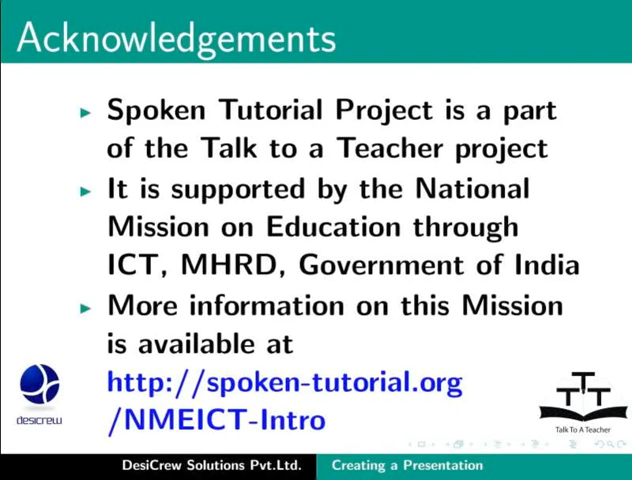 Acknowledgements
Spoken Tutorial Project is a part
of the Talk to a Teacher project
It is supported by the National
Mission on Education through
ICT, MHRD, Government of India
More information on this Mission
is available at
http://spoken-tutorial.org
/NMEICT-Intro
desicrew
TTT
Talk To A Teacher
DesiCrew Solutions Pvt.Ltd.
Creating a Presentation